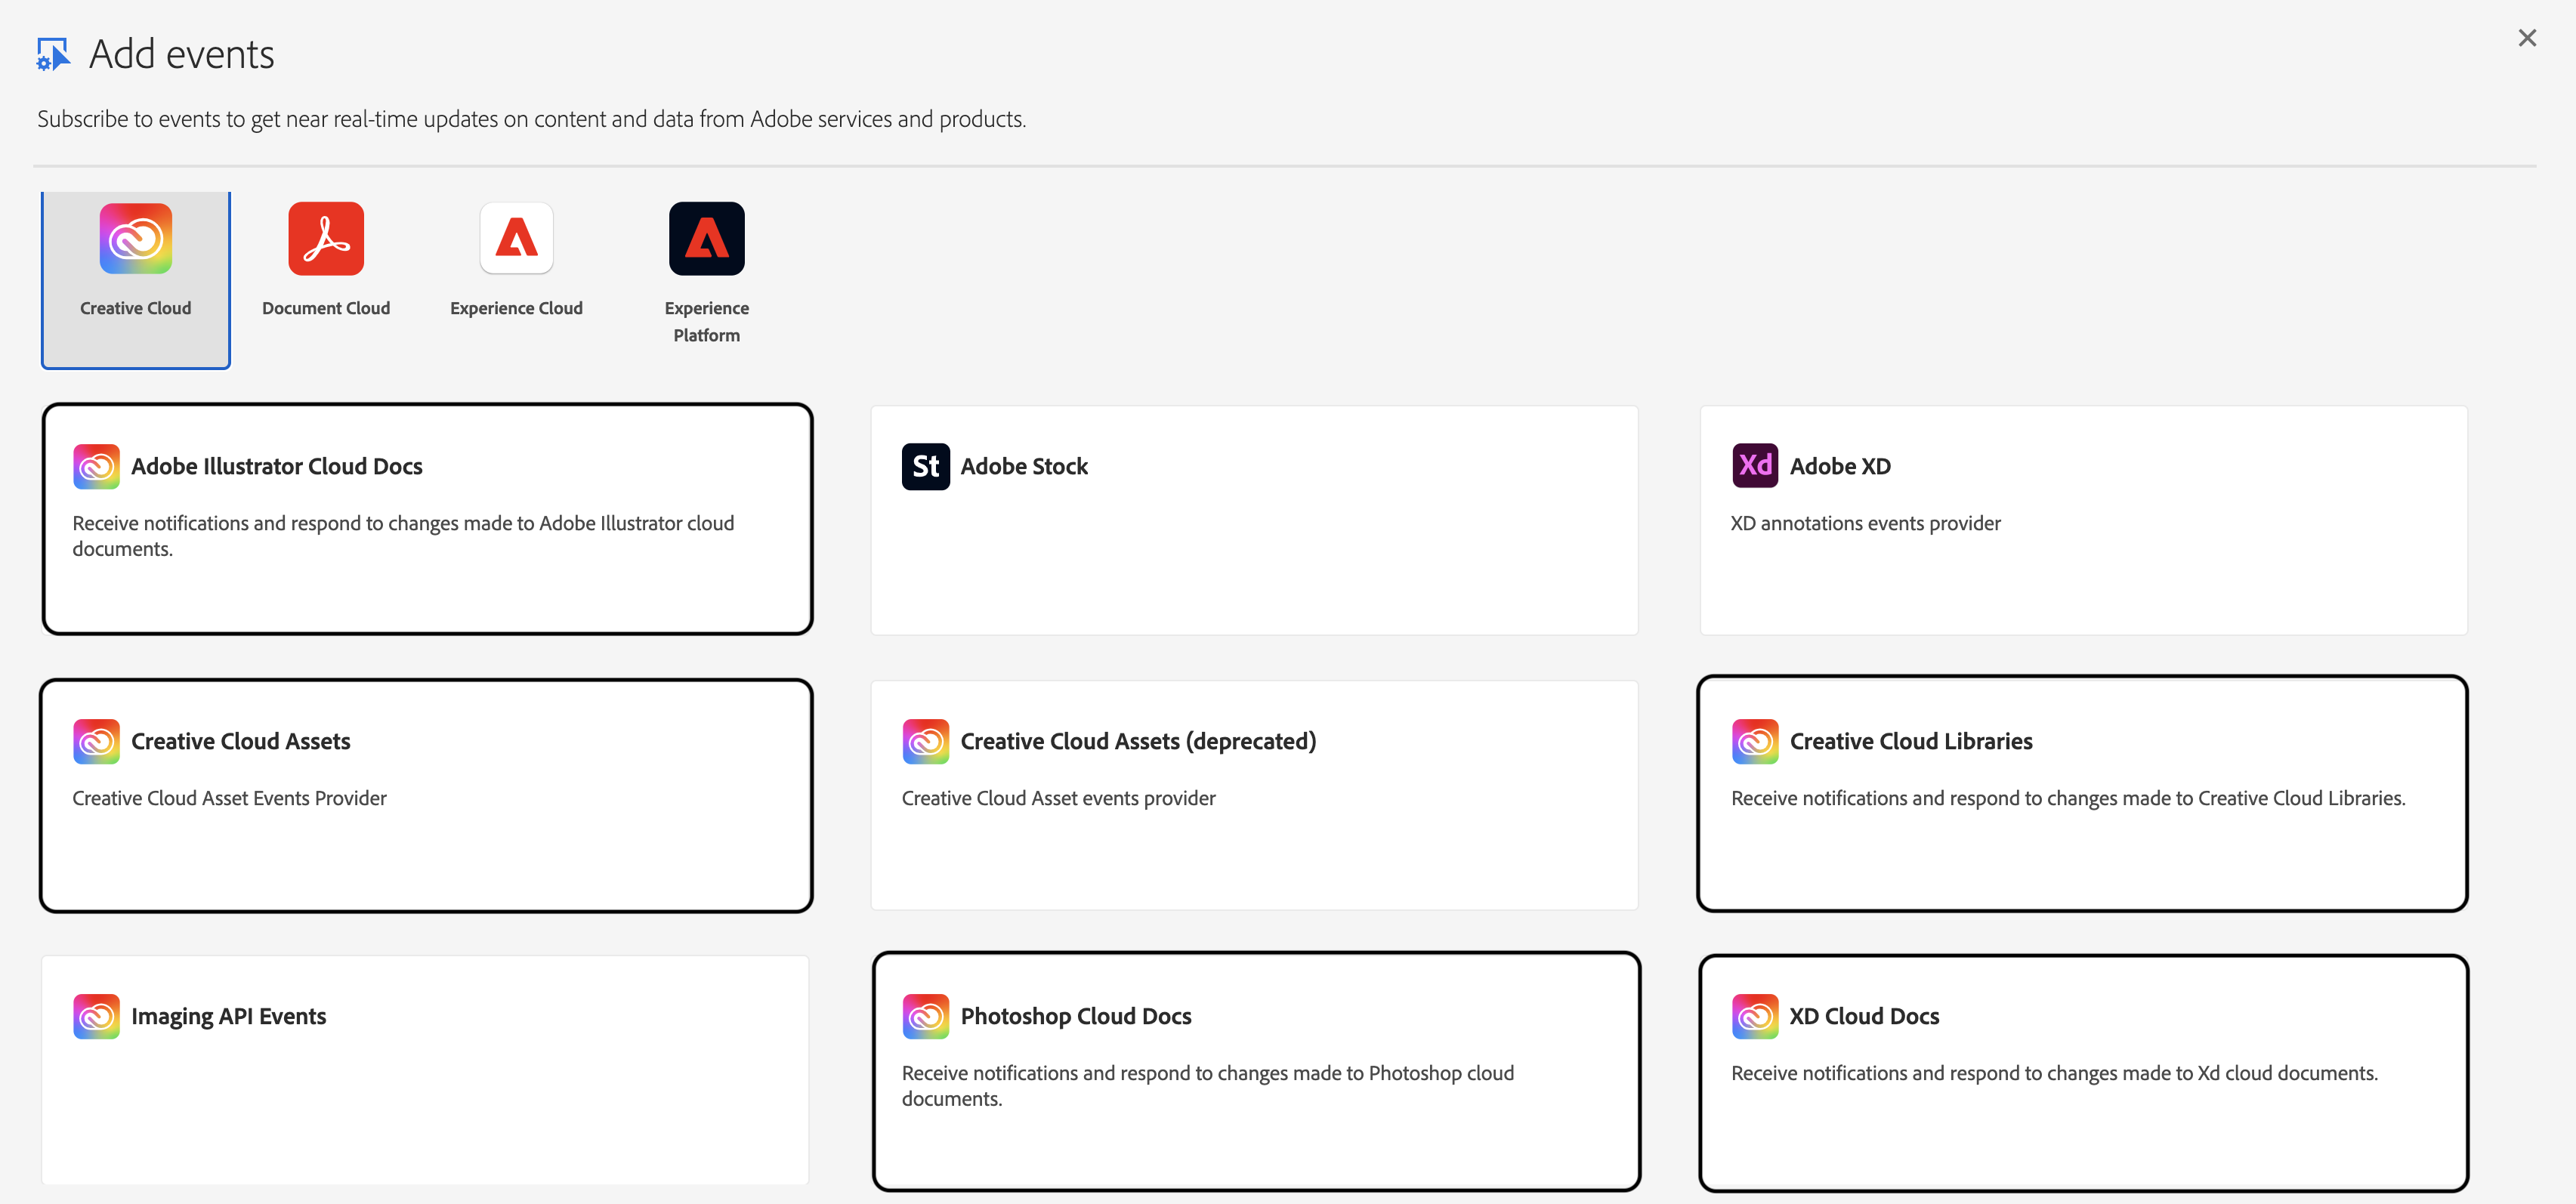 Add events
Subscribe to events to get near real-time updates on content and data from Adobe services and products.
Creative Cloud
Document Cloud
Experience Cloud
Experience
Platform
Adobe Illustrator Cloud Docs
Receive notifications and respond to changes made to Adobe Illustrator cloud
documents.
St Adobe Stock
Xd Adobe XD
XD annotations events provider
Creative Cloud Assets
Creative Cloud Asset Events Provider
Creative Cloud Assets (deprecated)
Creative Cloud Asset events provider
Creative Cloud Libraries
Receive notifications and respond to changes made to Creative Cloud Libraries.
Imaging API Events
Photoshop Cloud Docs
Receive notifications and respond to changes made to Photoshop cloud
documents.
XD Cloud Docs
Receive notifications and respond to changes made to Xd cloud documents.